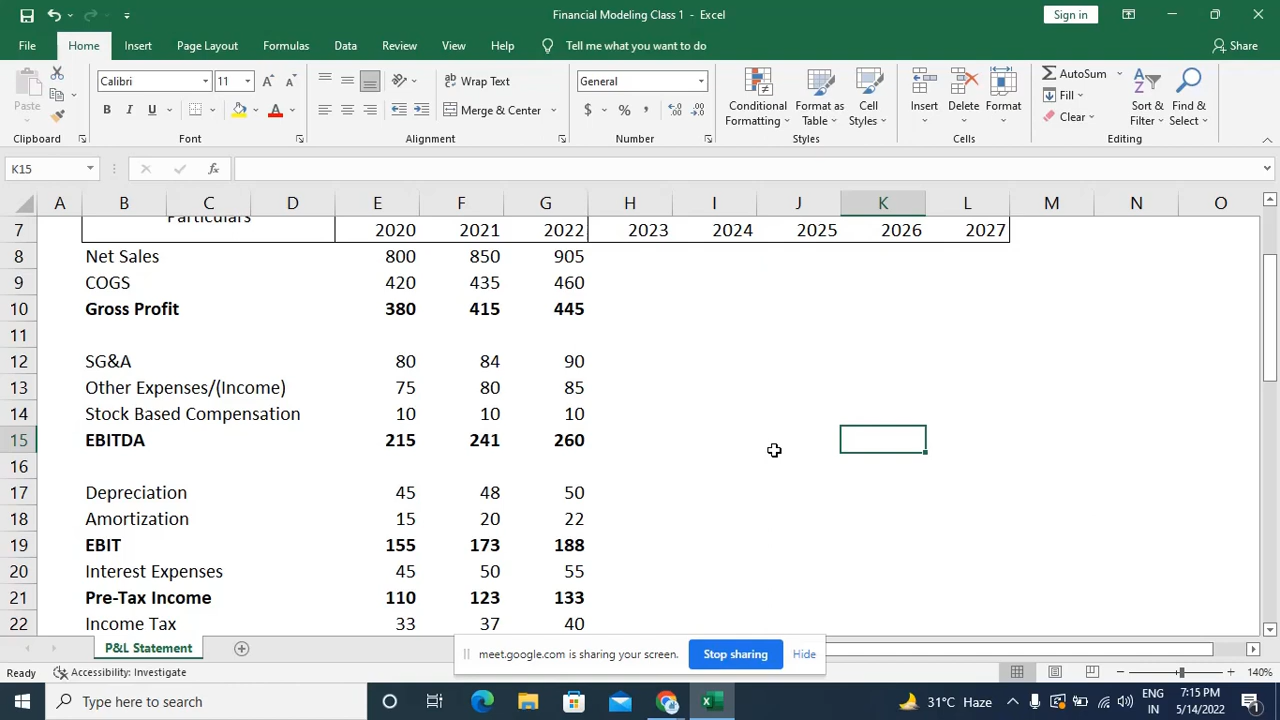 Financial Modeling Class 1 - Excel
Sign in
File Home Insert Page Layout Formulas Data Review View Help Tell me what you want to do Share
Calibri 11 A A Wrap Text General Conditional Formatting Format as Table Cell Styles Insert Delete Format AutoSum Sort & Filter Find & Select
Paste B I U A Merge & Center $ % , Fill
Clear
Clipboard Font Alignment Number Styles Cells Editing
K15 fx
A B C D E F G H I J K L M N O
Particulars
7 2020 2021 2022 2023 2024 2025 2026 2027
8 Net Sales 800 850 905
9 COGS 420 435 460
10 Gross Profit 380 415 445
11
12 SG&A 80 84 90
13 Other Expenses/(Income) 75 80 85
14 Stock Based Compensation 10 10 10
15 EBITDA 215 241 260
16
17 Depreciation 45 48 50
18 Amortization 15 20 22
19 EBIT 155 173 188
20 Interest Expenses 45 50 55
21 Pre-Tax Income 110 123 133
22 Income Tax 33 37 40
P&L Statement
meet.google.com is sharing your screen. Stop sharing Hide
Ready Accessibility: Investigate 140%
Type here to search 31°C Haze ENG IN 7:15 PM 5/14/2022 1